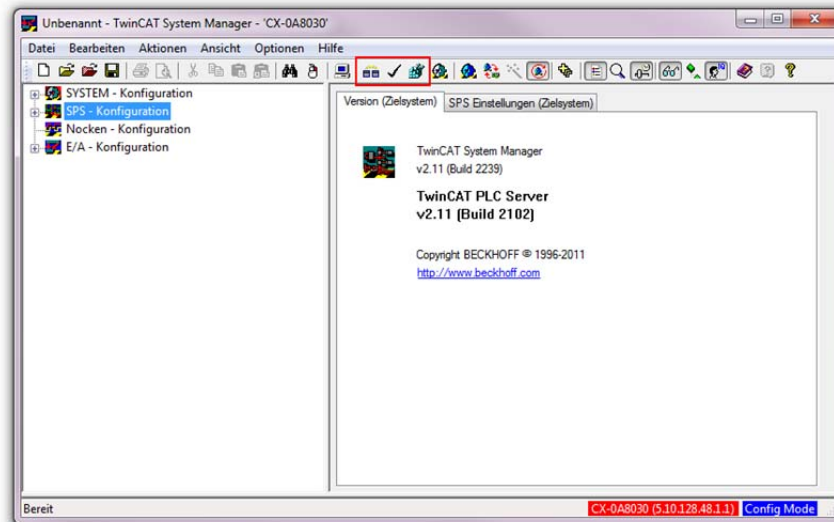 Unbenannt - TwinCAT System Manager - 'CX-0A8030'
Datei Bearbeiten Aktionen Ansicht Optionen Hilfe
SYSTEM - Konfiguration
SPS - Konfiguration
Nocken - Konfiguration
E/A - Konfiguration
Version (Zielsystem) SPS Einstellungen (Zielsystem)
TwinCAT System Manager
v2.11 (Build 2239)
TwinCAT PLC Server
v2.11 (Build 2102)
Copyright BECKHOFF © 1996-2011
http://www.beckhoff.com
Bereit CX-0A8030 (5.10.128.48.1.1) Config Mode